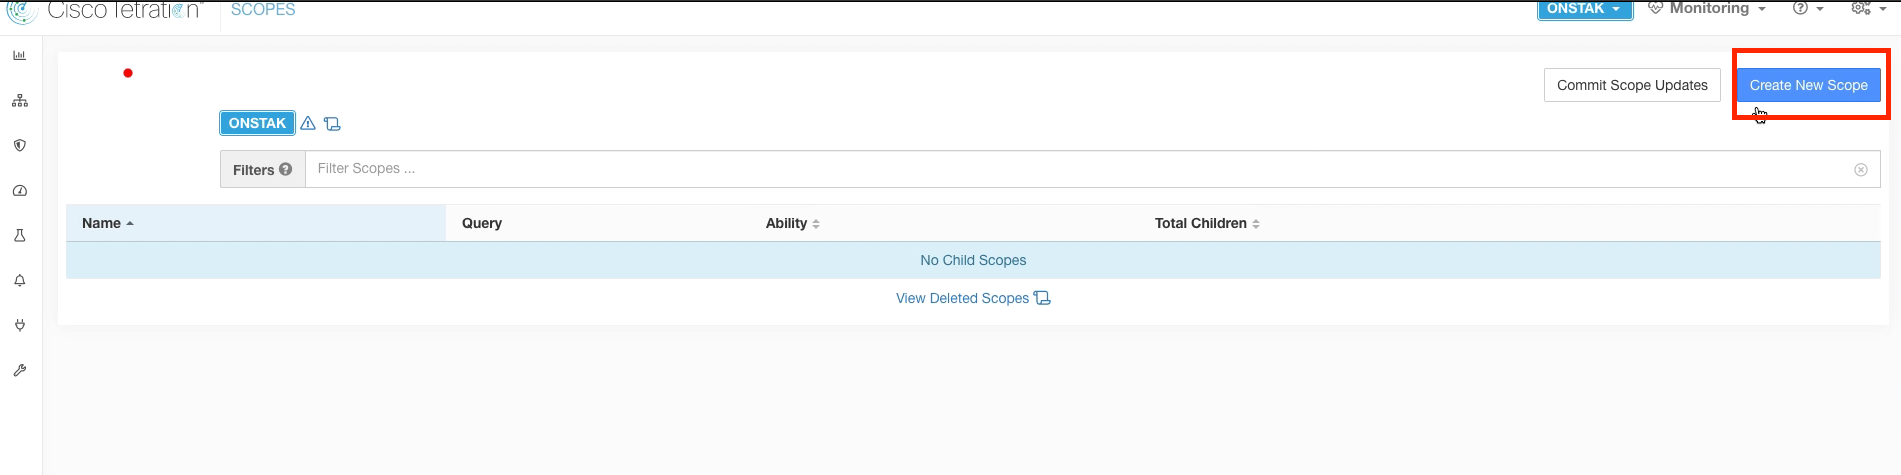 Cisco Tetration™ SCOPES ONSTAK Monitoring
Commit Scope Updates Create New Scope
ONSTAK
Filters Filter Scopes ...
Name Query Ability Total Children
No Child Scopes
View Deleted Scopes